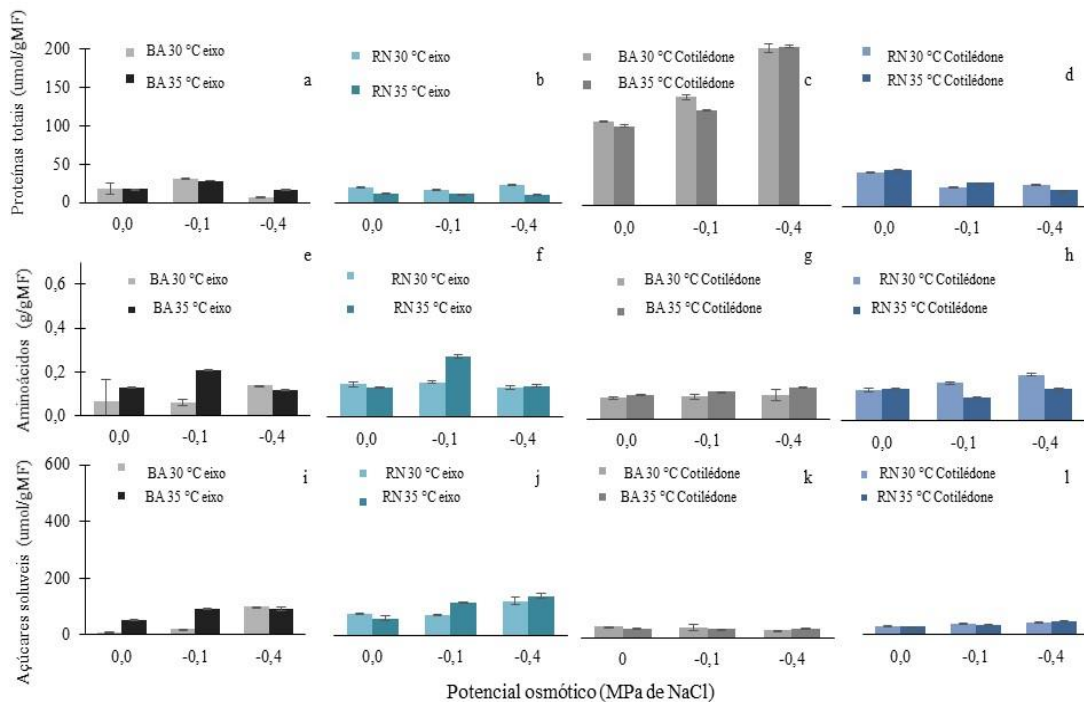 Proteínas totais (umol/gMF)
200
150
100
50
0
BA 30 °C eixo
BA 35 °C eixo
a
0,0 -0,1 -0,4
RN 30 °C eixo
RN 35 °C eixo
b
0,0 -0,1 -0,4
BA 30 °C Cotilédone
BA 35 °C Cotilédone
c
0,0 -0,1 -0,4
RN 30 °C Cotilédone
RN 35 °C Cotilédone
d
0,0 -0,1 -0,4
Aminoácidos (g/gMF)
0,6
0,4
0,2
0,0
BA 30 °C eixo
BA 35 °C eixo
e
0,0 -0,1 -0,4
RN 30 °C eixo
RN 35 °C eixo
f
0,0 -0,1 -0,4
BA 30 °C Cotilédone
BA 35 °C Cotilédone
g
0,0 -0,1 -0,4
RN 30 °C Cotilédone
RN 35 °C Cotilédone
h
0,0 -0,1 -0,4
Açúcares soluveis (umol/gMF)
600
400
200
0
BA 30 °C eixo
BA 35 °C eixo
i
0,0 -0,1 -0,4
RN 30 °C eixo
RN 35 °C eixo
j
0,0 -0,1 -0,4
BA 30 °C Cotilédone
BA 35 °C Cotilédone
k
0 -0,1 -0,4
RN 30 °C Cotilédone
RN 35 °C Cotilédone
l
0,0 -0,1 -0,4
Potencial osmótico (MPa de NaCl)